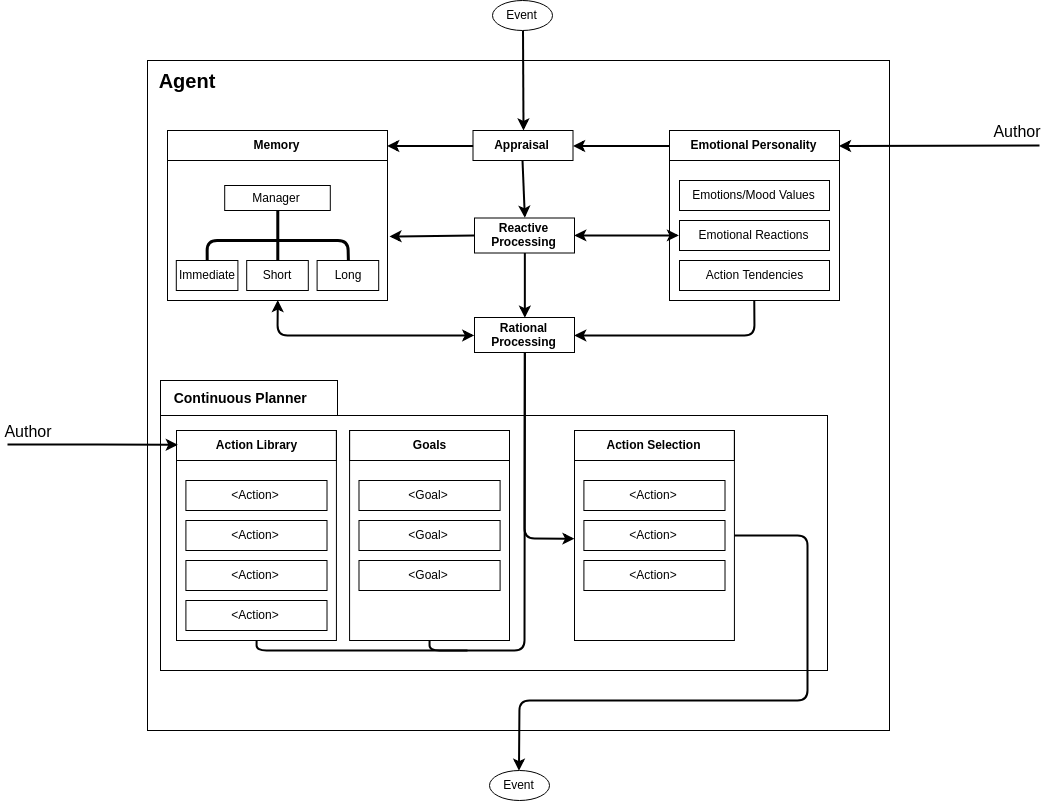 Event
Agent
Author
Memory
Appraisal
Emotional Personality
Manager
Emotions/Mood Values
Reactive
Processing
Emotional Reactions
Immediate
Short
Long
Action Tendencies
Rational
Processing
Continuous Planner
Author
Action Library
Goals
Action Selection
<Action>
<Goal>
<Action>
<Action>
<Goal>
<Action>
<Action>
<Goal>
<Action>
<Action>
Event